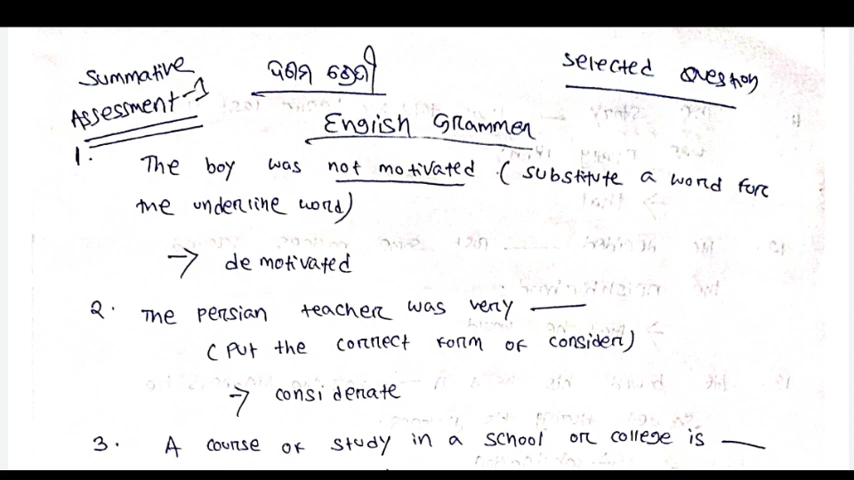 Summative
Assessment-1
ଦଶମ ଶ୍ରେଣୀ
Selected Question
Engish Grammer
1. The boy was not motivated (substitute a word for
the underline word)
→ demotivated
2. The Persian teacher was very ——
(Put the correct form of consider)
→ considerate
3. A course of study in a school or college is ——